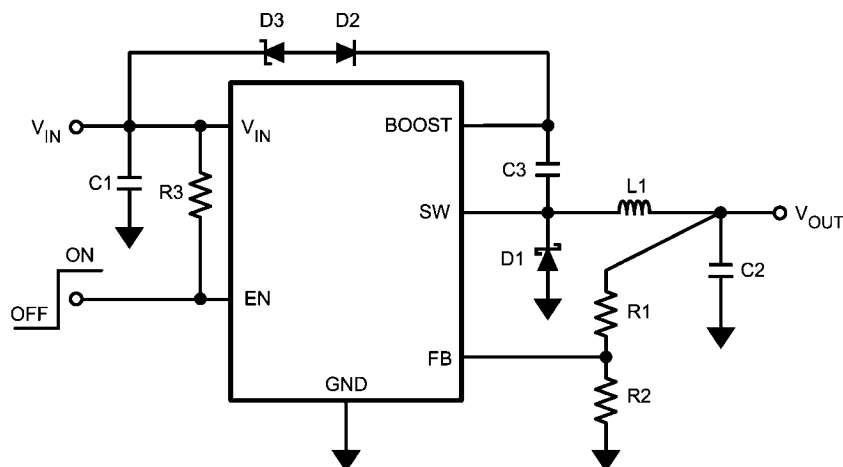 D3 D2
V_IN
V_IN
BOOST
C1
R3
C3
L1
SW
V_OUT
ON
D1
C2
OFF
EN
R1
FB
GND
R2